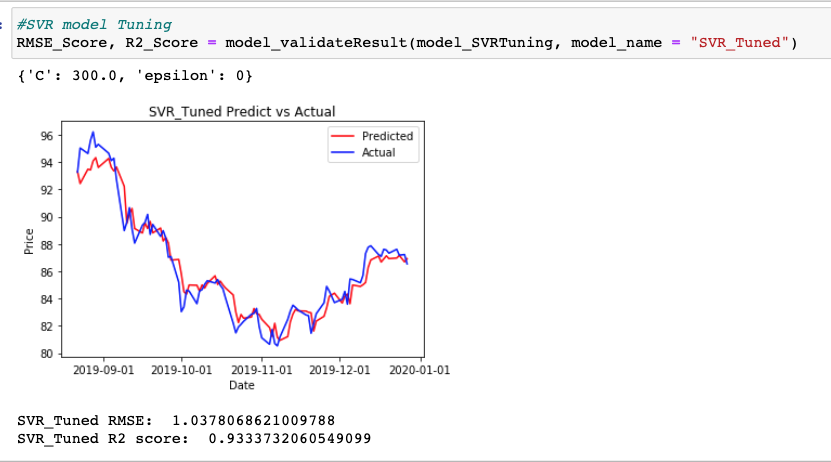 #SVR model Tuning
RMSE_Score, R2_Score = model_validateResult(model_SVRTuning, model_name = "SVR_Tuned")
{'C': 300.0, 'epsilon': 0}
SVR_Tuned Predict vs Actual
Predicted
Actual
96
94
92
90
88
86
84
82
80
Price
2019-09-01 2019-10-01 2019-11-01 2019-12-01 2020-01-01
Date
SVR_Tuned RMSE: 1.0378068621009788
SVR_Tuned R2 score: 0.9333732060549099